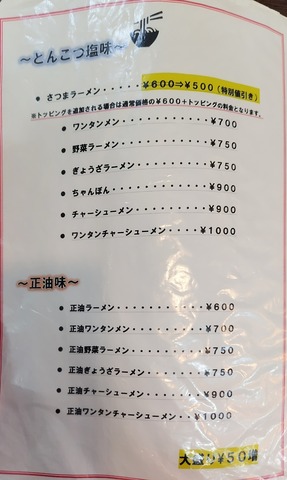 ～とんこつ塩味～
● さつまラーメン・・・・・¥600⇒¥500（特別値引き）
※トッピングを追加される場合は通常価格の¥600＋トッピングの料金となります。
● ワンタンメン・・・・・・・・・・¥700
● 野菜ラーメン・・・・・・・・・・¥750
● ぎょうざラーメン・・・・・・・・¥750
● ちゃんぽん・・・・・・・・・・・¥900
● チャーシューメン・・・・・・・・¥900
● ワンタンチャーシューメン・・・・¥1000
～正油味～
● 正油ラーメン・・・・・・・・・・¥600
● 正油ワンタンメン・・・・・・・・¥700
● 正油野菜ラーメン・・・・・・・・¥750
● 正油ぎょうざラーメン・・・・・・¥750
● 正油チャーシューメン・・・・・・¥900
● 正油ワンタンチャーシューメン・・¥1000
大盛り¥50増